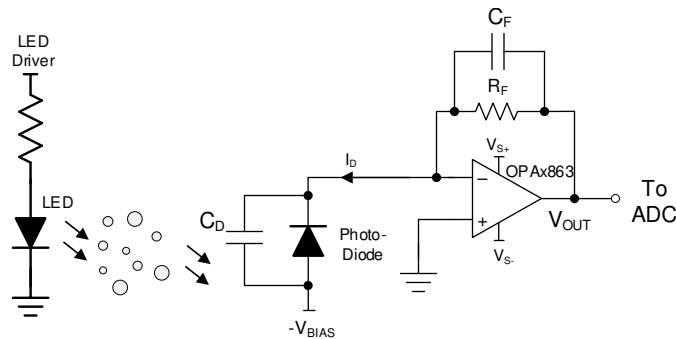 LED
Driver
LED
C_D
Photo-
Diode
-V_BIAS
I_D
C_F
R_F
V_S+
OPAx863
−
+
V_S-
V_OUT
To
ADC